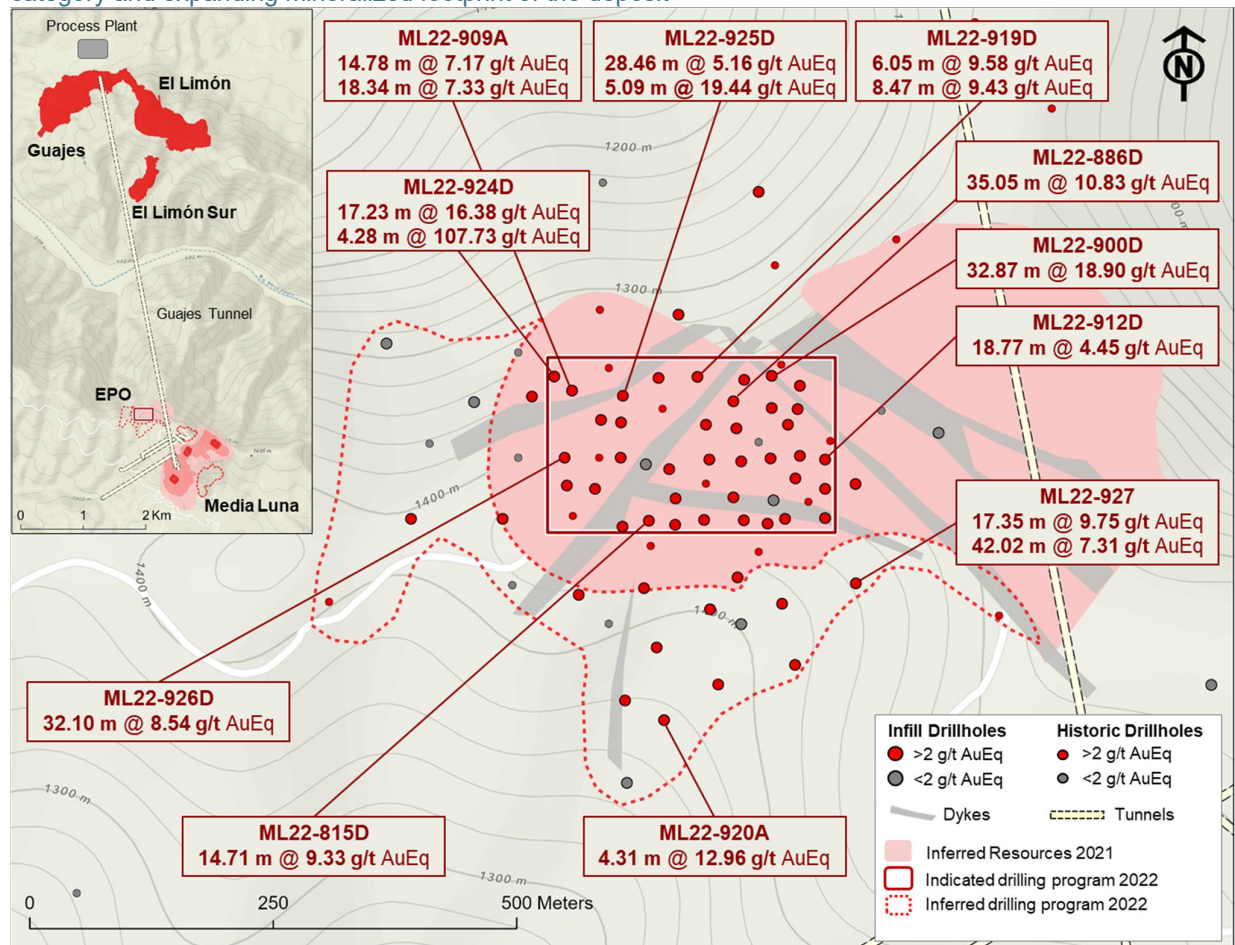 category and expanding mineralized footprint of the deposit
Process Plant
El Limón
Guajes
El Limón Sur
Guajes Tunnel
EPO
Media Luna
0 1 2 Km
ML22-909A
14.78 m @ 7.17 g/t AuEq
18.34 m @ 7.33 g/t AuEq
ML22-925D
28.46 m @ 5.16 g/t AuEq
5.09 m @ 19.44 g/t AuEq
ML22-919D
6.05 m @ 9.58 g/t AuEq
8.47 m @ 9.43 g/t AuEq
N
ML22-924D
17.23 m @ 16.38 g/t AuEq
4.28 m @ 107.73 g/t AuEq
ML22-886D
35.05 m @ 10.83 g/t AuEq
ML22-900D
32.87 m @ 18.90 g/t AuEq
ML22-912D
18.77 m @ 4.45 g/t AuEq
1200 m
1300 m
1400 m
1400 m
ML22-927
17.35 m @ 9.75 g/t AuEq
42.02 m @ 7.31 g/t AuEq
ML22-926D
32.10 m @ 8.54 g/t AuEq
ML22-815D
14.71 m @ 9.33 g/t AuEq
ML22-920A
4.31 m @ 12.96 g/t AuEq
1300 m
1300 m
0 250 500 Meters
Infill Drillholes
>2 g/t AuEq
<2 g/t AuEq
Historic Drillholes
>2 g/t AuEq
<2 g/t AuEq
Dykes
Tunnels
Inferred Resources 2021
Indicated drilling program 2022
Inferred drilling program 2022